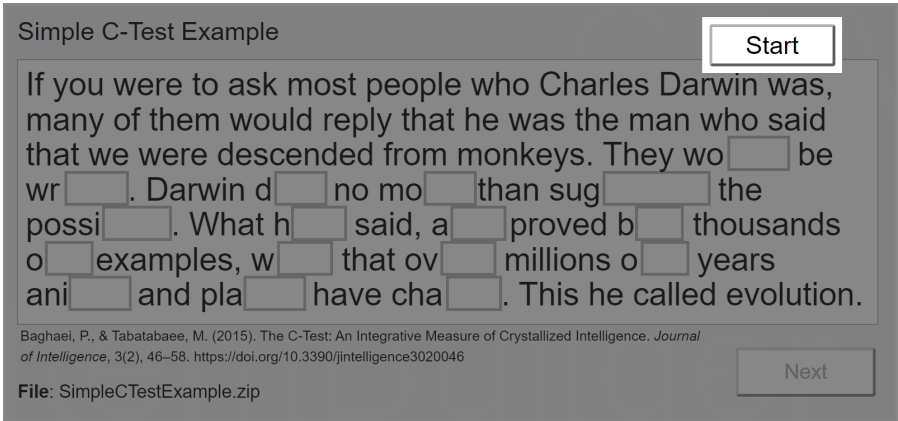 Simple C-Test Example
Start
If you were to ask most people who Charles Darwin was,
many of them would reply that he was the man who said
that we were descended from monkeys. They wo be
wr . Darwin d no mo than sug the
possi . What h said, a proved b thousands
o examples, w that ov millions o years
ani and pla have cha . This he called evolution.
Baghaei, P., & Tabatabaee, M. (2015). The C-Test: An Integrative Measure of Crystallized Intelligence. Journal
of Intelligence, 3(2), 46–58. https://doi.org/10.3390/jintelligence3020046
Next
File: SimpleCTestExample.zip